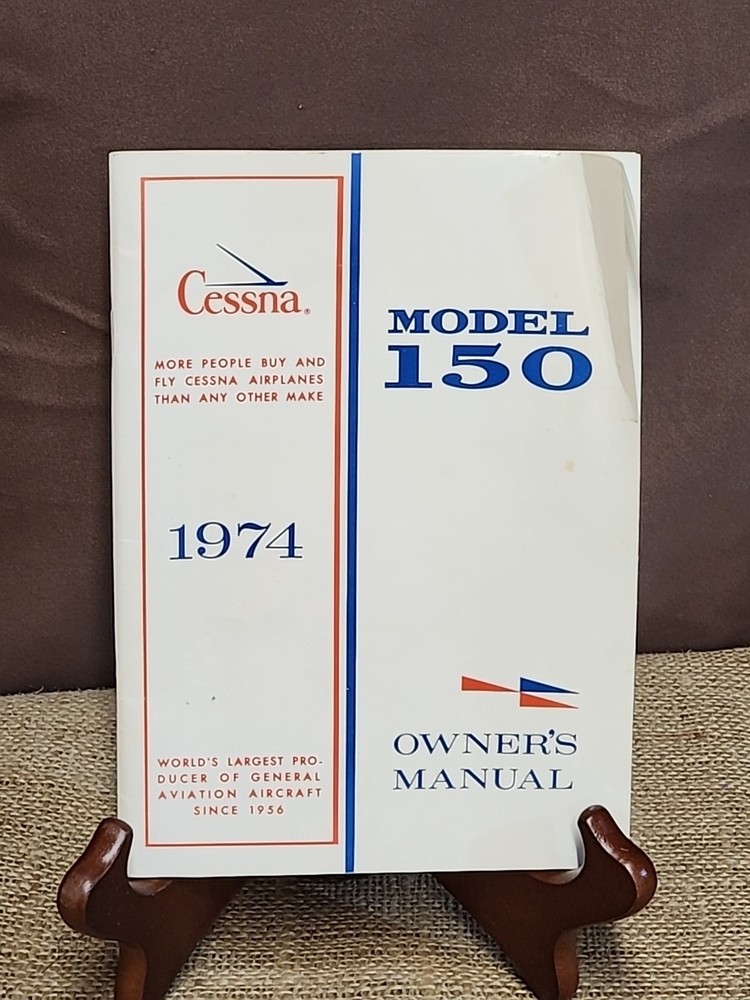 Cessna®
MORE PEOPLE BUY AND
FLY CESSNA AIRPLANES
THAN ANY OTHER MAKE
1974
WORLD'S LARGEST PRO-
DUCER OF GENERAL
AVIATION AIRCRAFT
SINCE 1956
MODEL
150
OWNER'S
MANUAL